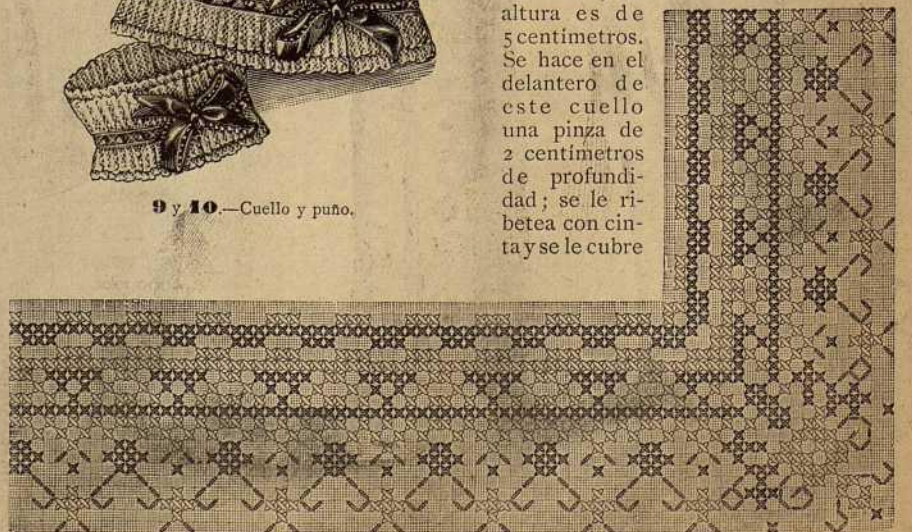 altura es de
5 centímetros.
Se hace en el
delantero de
este cuello
una pinza de
2 centímetros
de profundi-
dad; se le ri-
betea con cin-
ta y se le cubre
9 y 10.—Cuello y puño.